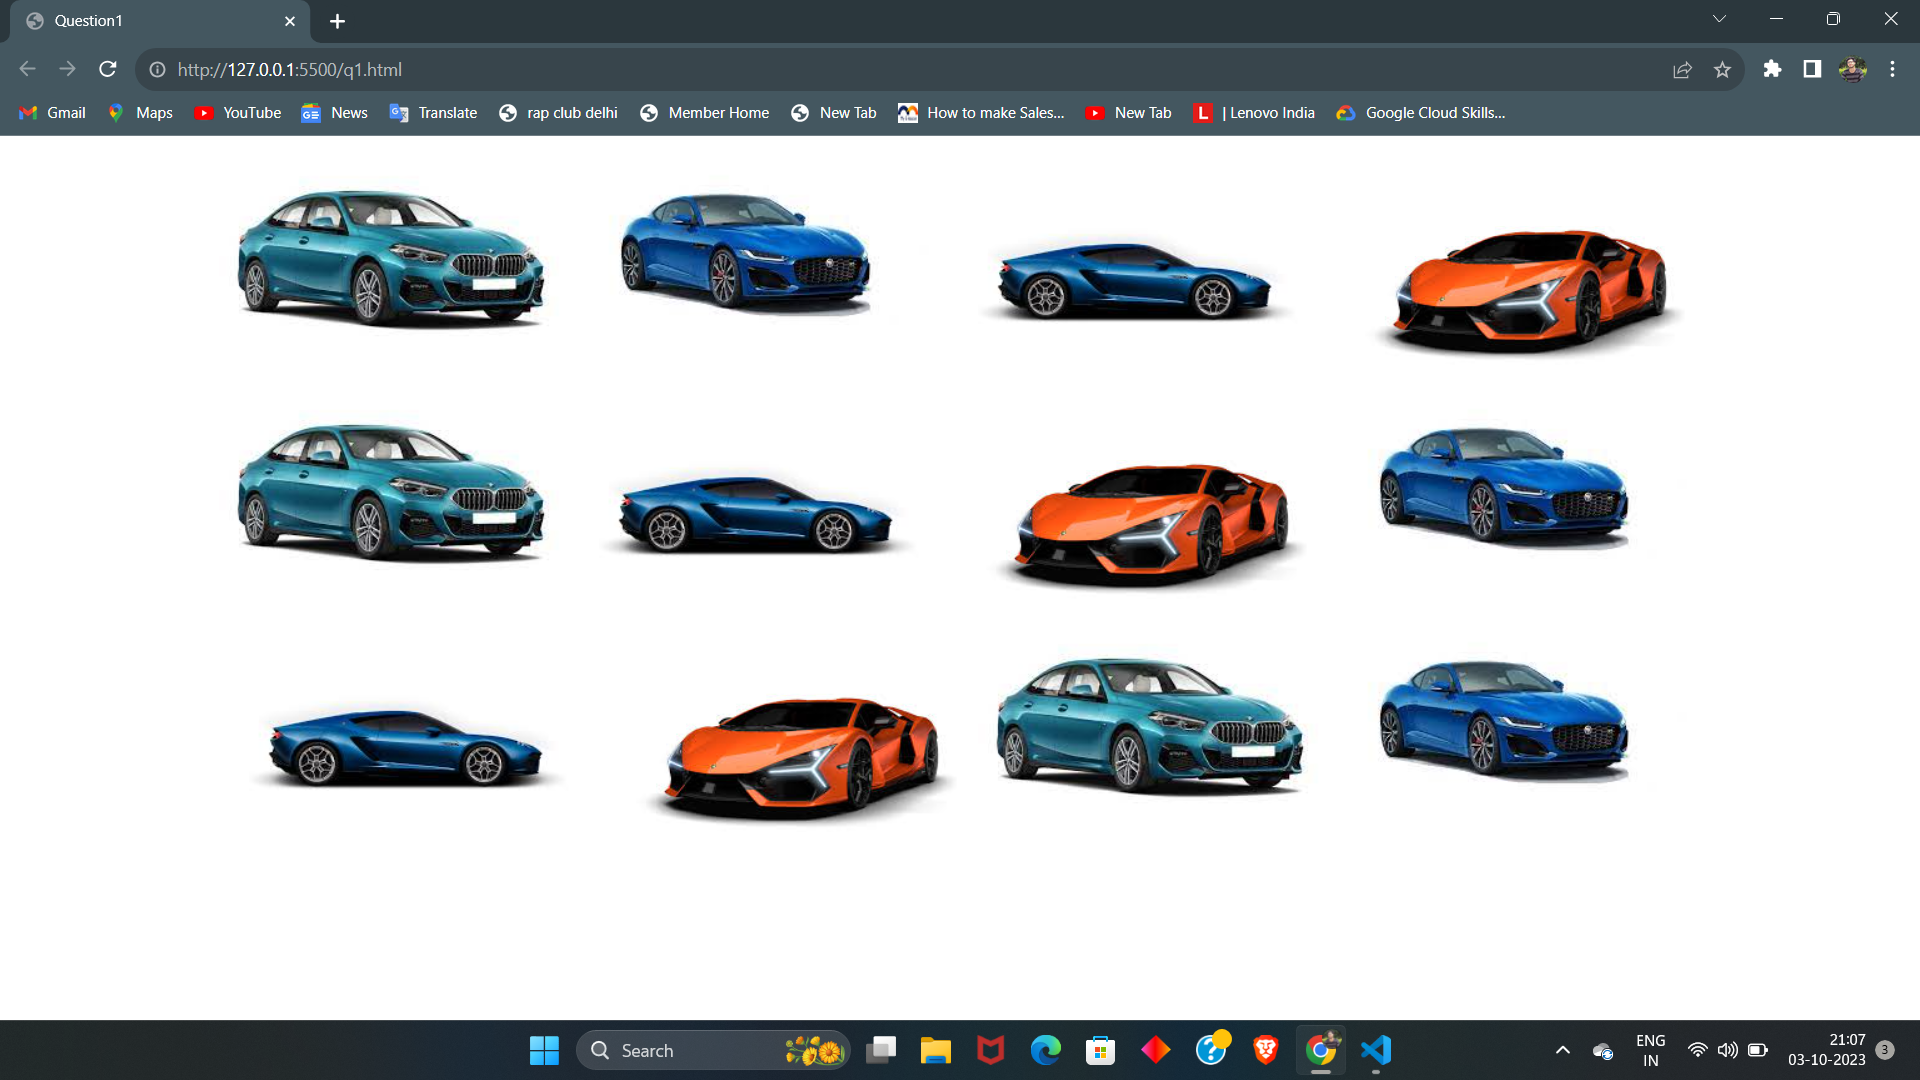 Question1
http://127.0.0.1:5500/q1.html
Gmail Maps YouTube News Translate rap club delhi Member Home New Tab How to make Sales... New Tab L | Lenovo India Google Cloud Skills...
Search
ENG
IN
21:07
03-10-2023
3